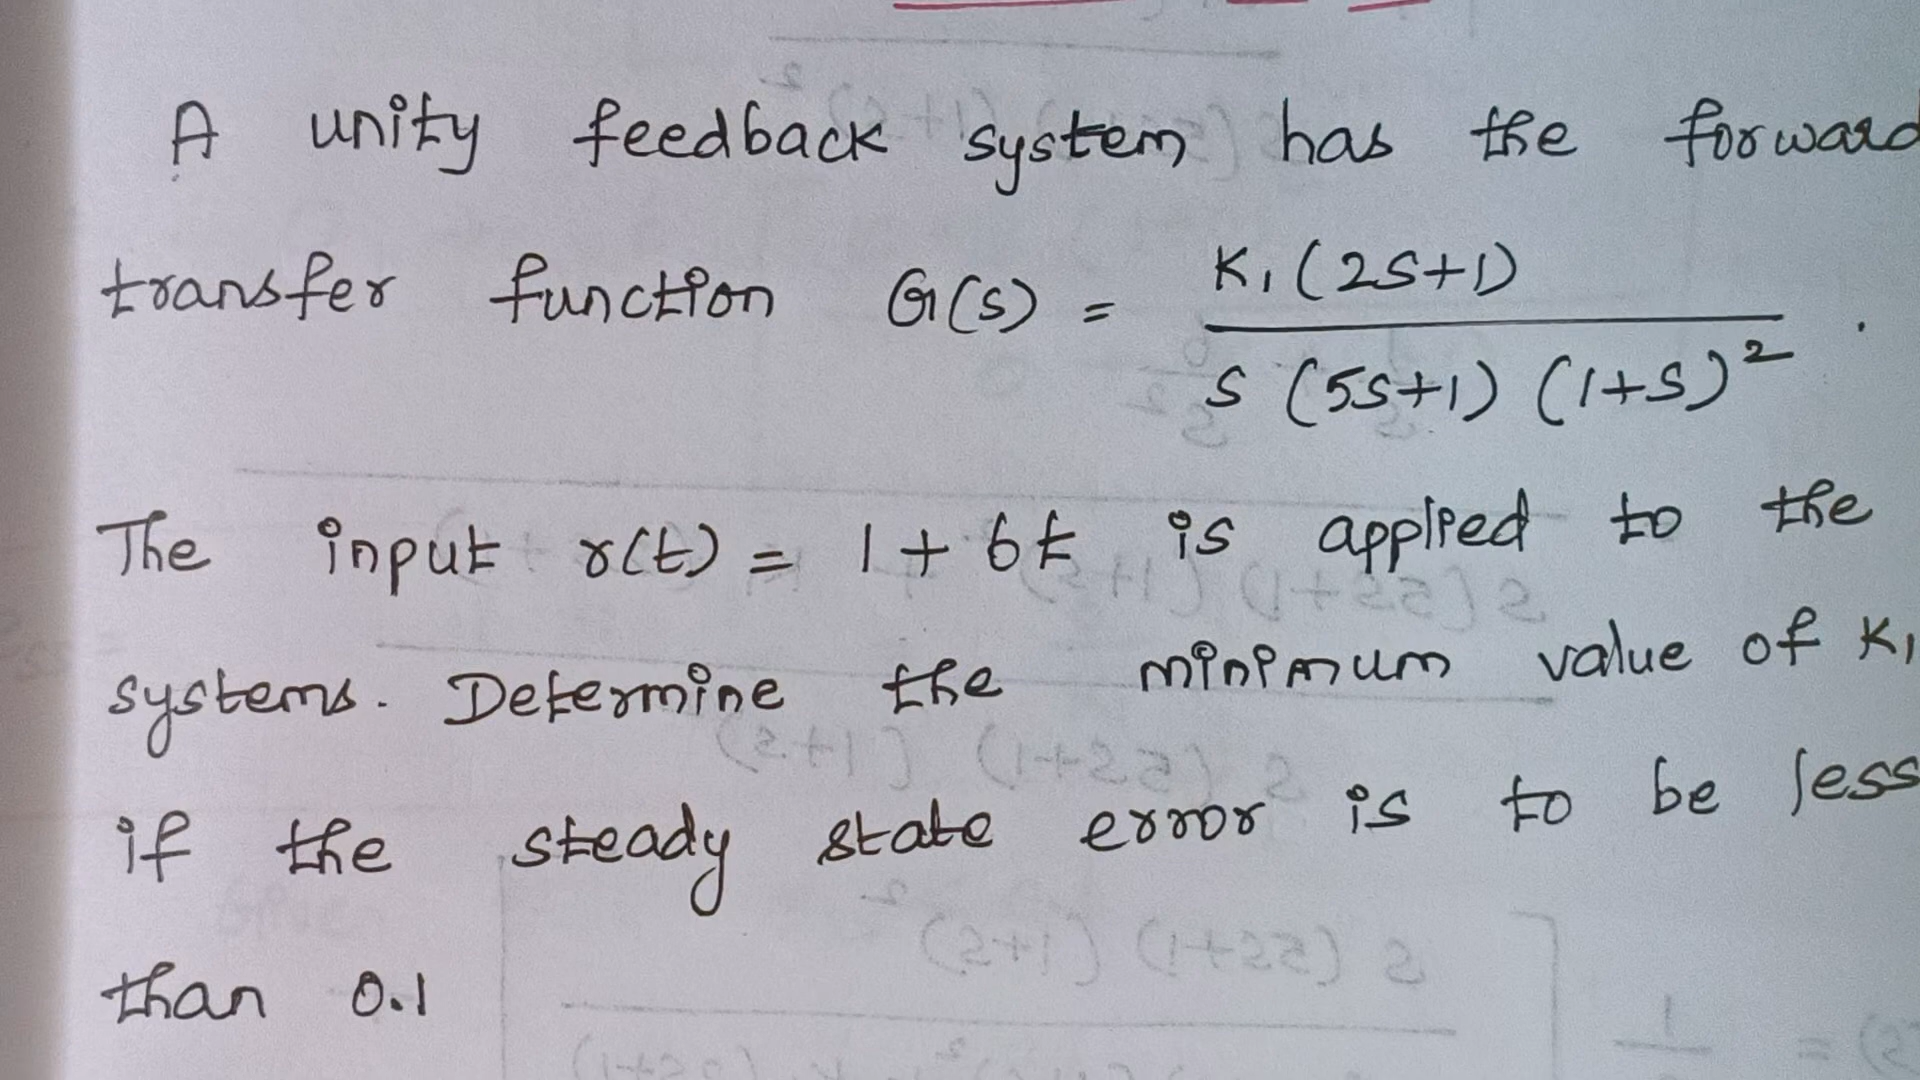 A unity feedback system has the forward
transfer function G(s) = K₁(2s+1) / s(5s+1)(1+s)² .
The input r(t) = 1 + 6t is applied to the
systems. Determine the minimum value of K₁
if the steady state error is to be less
than 0.1